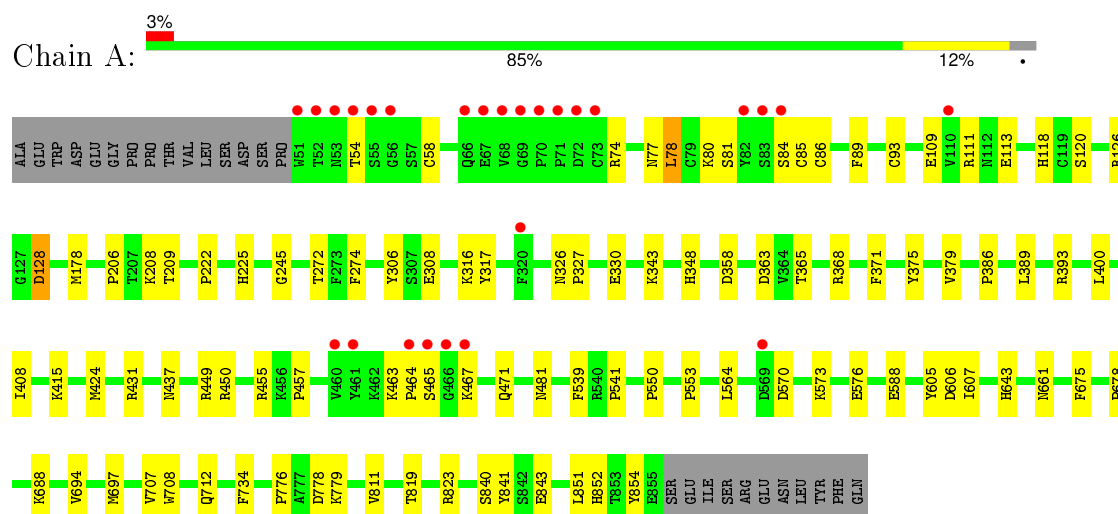 3%
Chain A:
85% 12%
ALA GLU TRP ASP GLU GLY PRO PRO THR VAL LEU SER ASP SER PRO W51 T52 N53 T54 S55 G56 S57 C58 Q66 E67 V68 G69 P70 P71 D72 C73 R74 N77 L78 C79 K80 S81 Y82 S83 S84 C85 C86 F89 C93 E109 V110 R111 N112 E113 H118 C119 S120
G127 D128 M178 P206 T207 K208 T209 P222 H225 G245 T272 F273 F274 Y306 S307 E308 K316 Y317 F320 N326 P327 E330 K343 H348 D358 D363 V364 T365 R368 F371 Y375 V379 P386 R393 L399 L400
I408 K415 M424 R431 N437 R449 R450 R455 K456 P457 V460 Y461 K462 K463 P464 S465 G466 K467 Q471 N481 F539 R540 P541 P550 P553 L564 D569 D570 K573 E576 E588 Y605 D606 I607 H643 N661 F675
K688 V694 M697 V707 W708 Q712 F734 P776 A777 D778 K779 V811 T819 R823 S840 Y841 S842 E843 L851 H852 T853 Y854 E855 SER GLU ILE SER ARG GLU ASN LEU TYR PHE GLN